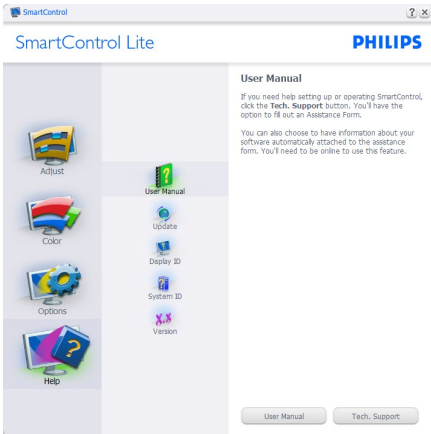 SmartControl
? ×
SmartControl Lite
PHILIPS
User Manual
If you need help setting up or operating SmartControl,
click the Tech. Support button. You'll have the
option to fill out an Assistance Form.
You can also choose to have information about your
software automatically attached to the assistance
form. You'll need to be online to use this feature.
Adjust
Color
Options
Help
User Manual
Update
Display ID
System ID
X.X
Version
User Manual
Tech. Support